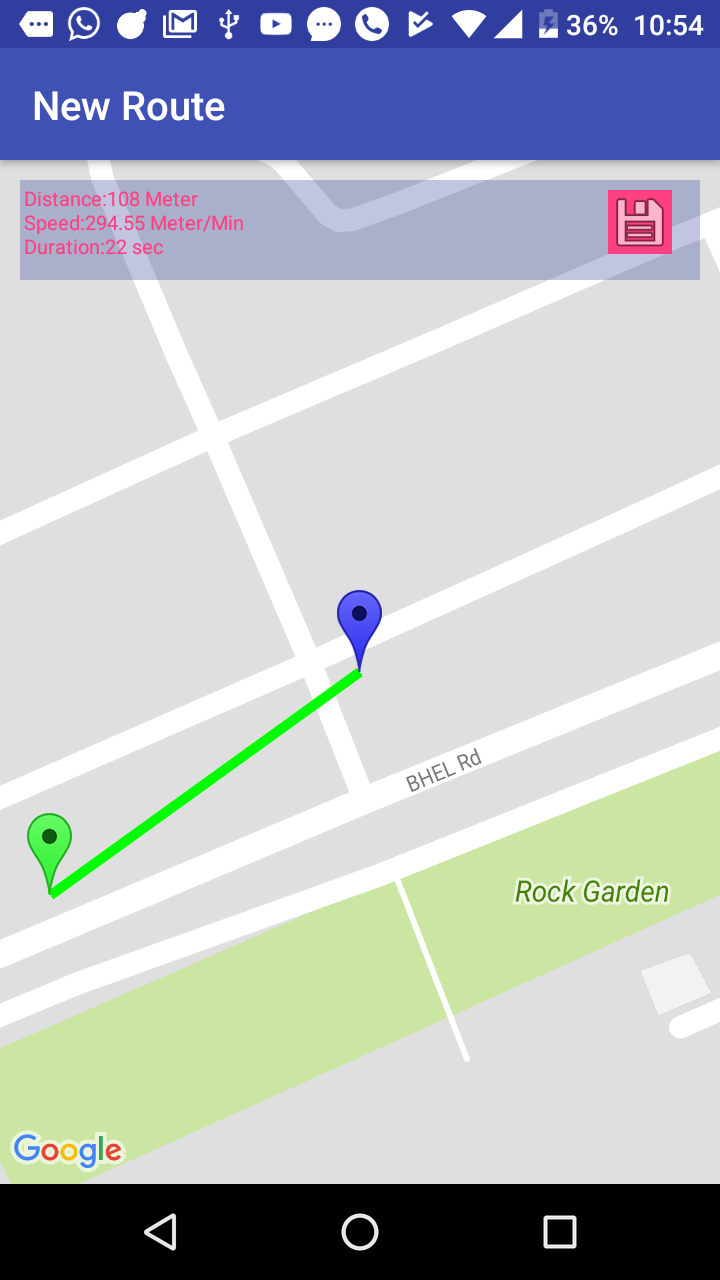 36% 10:54
New Route
Distance:108 Meter
Speed:294.55 Meter/Min
Duration:22 sec
BHEL Rd
Rock Garden
Google